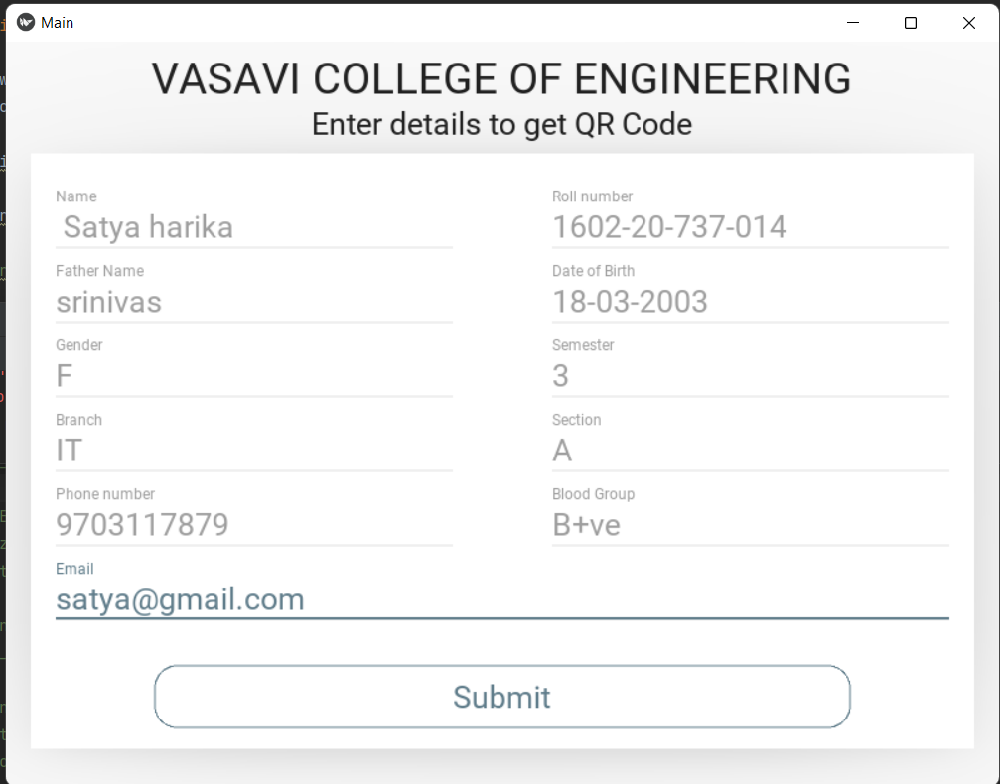 Main
VASAVI COLLEGE OF ENGINEERING
Enter details to get QR Code
Name
Satya harika
Roll number
1602-20-737-014
Father Name
srinivas
Date of Birth
18-03-2003
Gender
F
Semester
3
Branch
IT
Section
A
Phone number
9703117879
Blood Group
B+ve
Email
satya@gmail.com
Submit